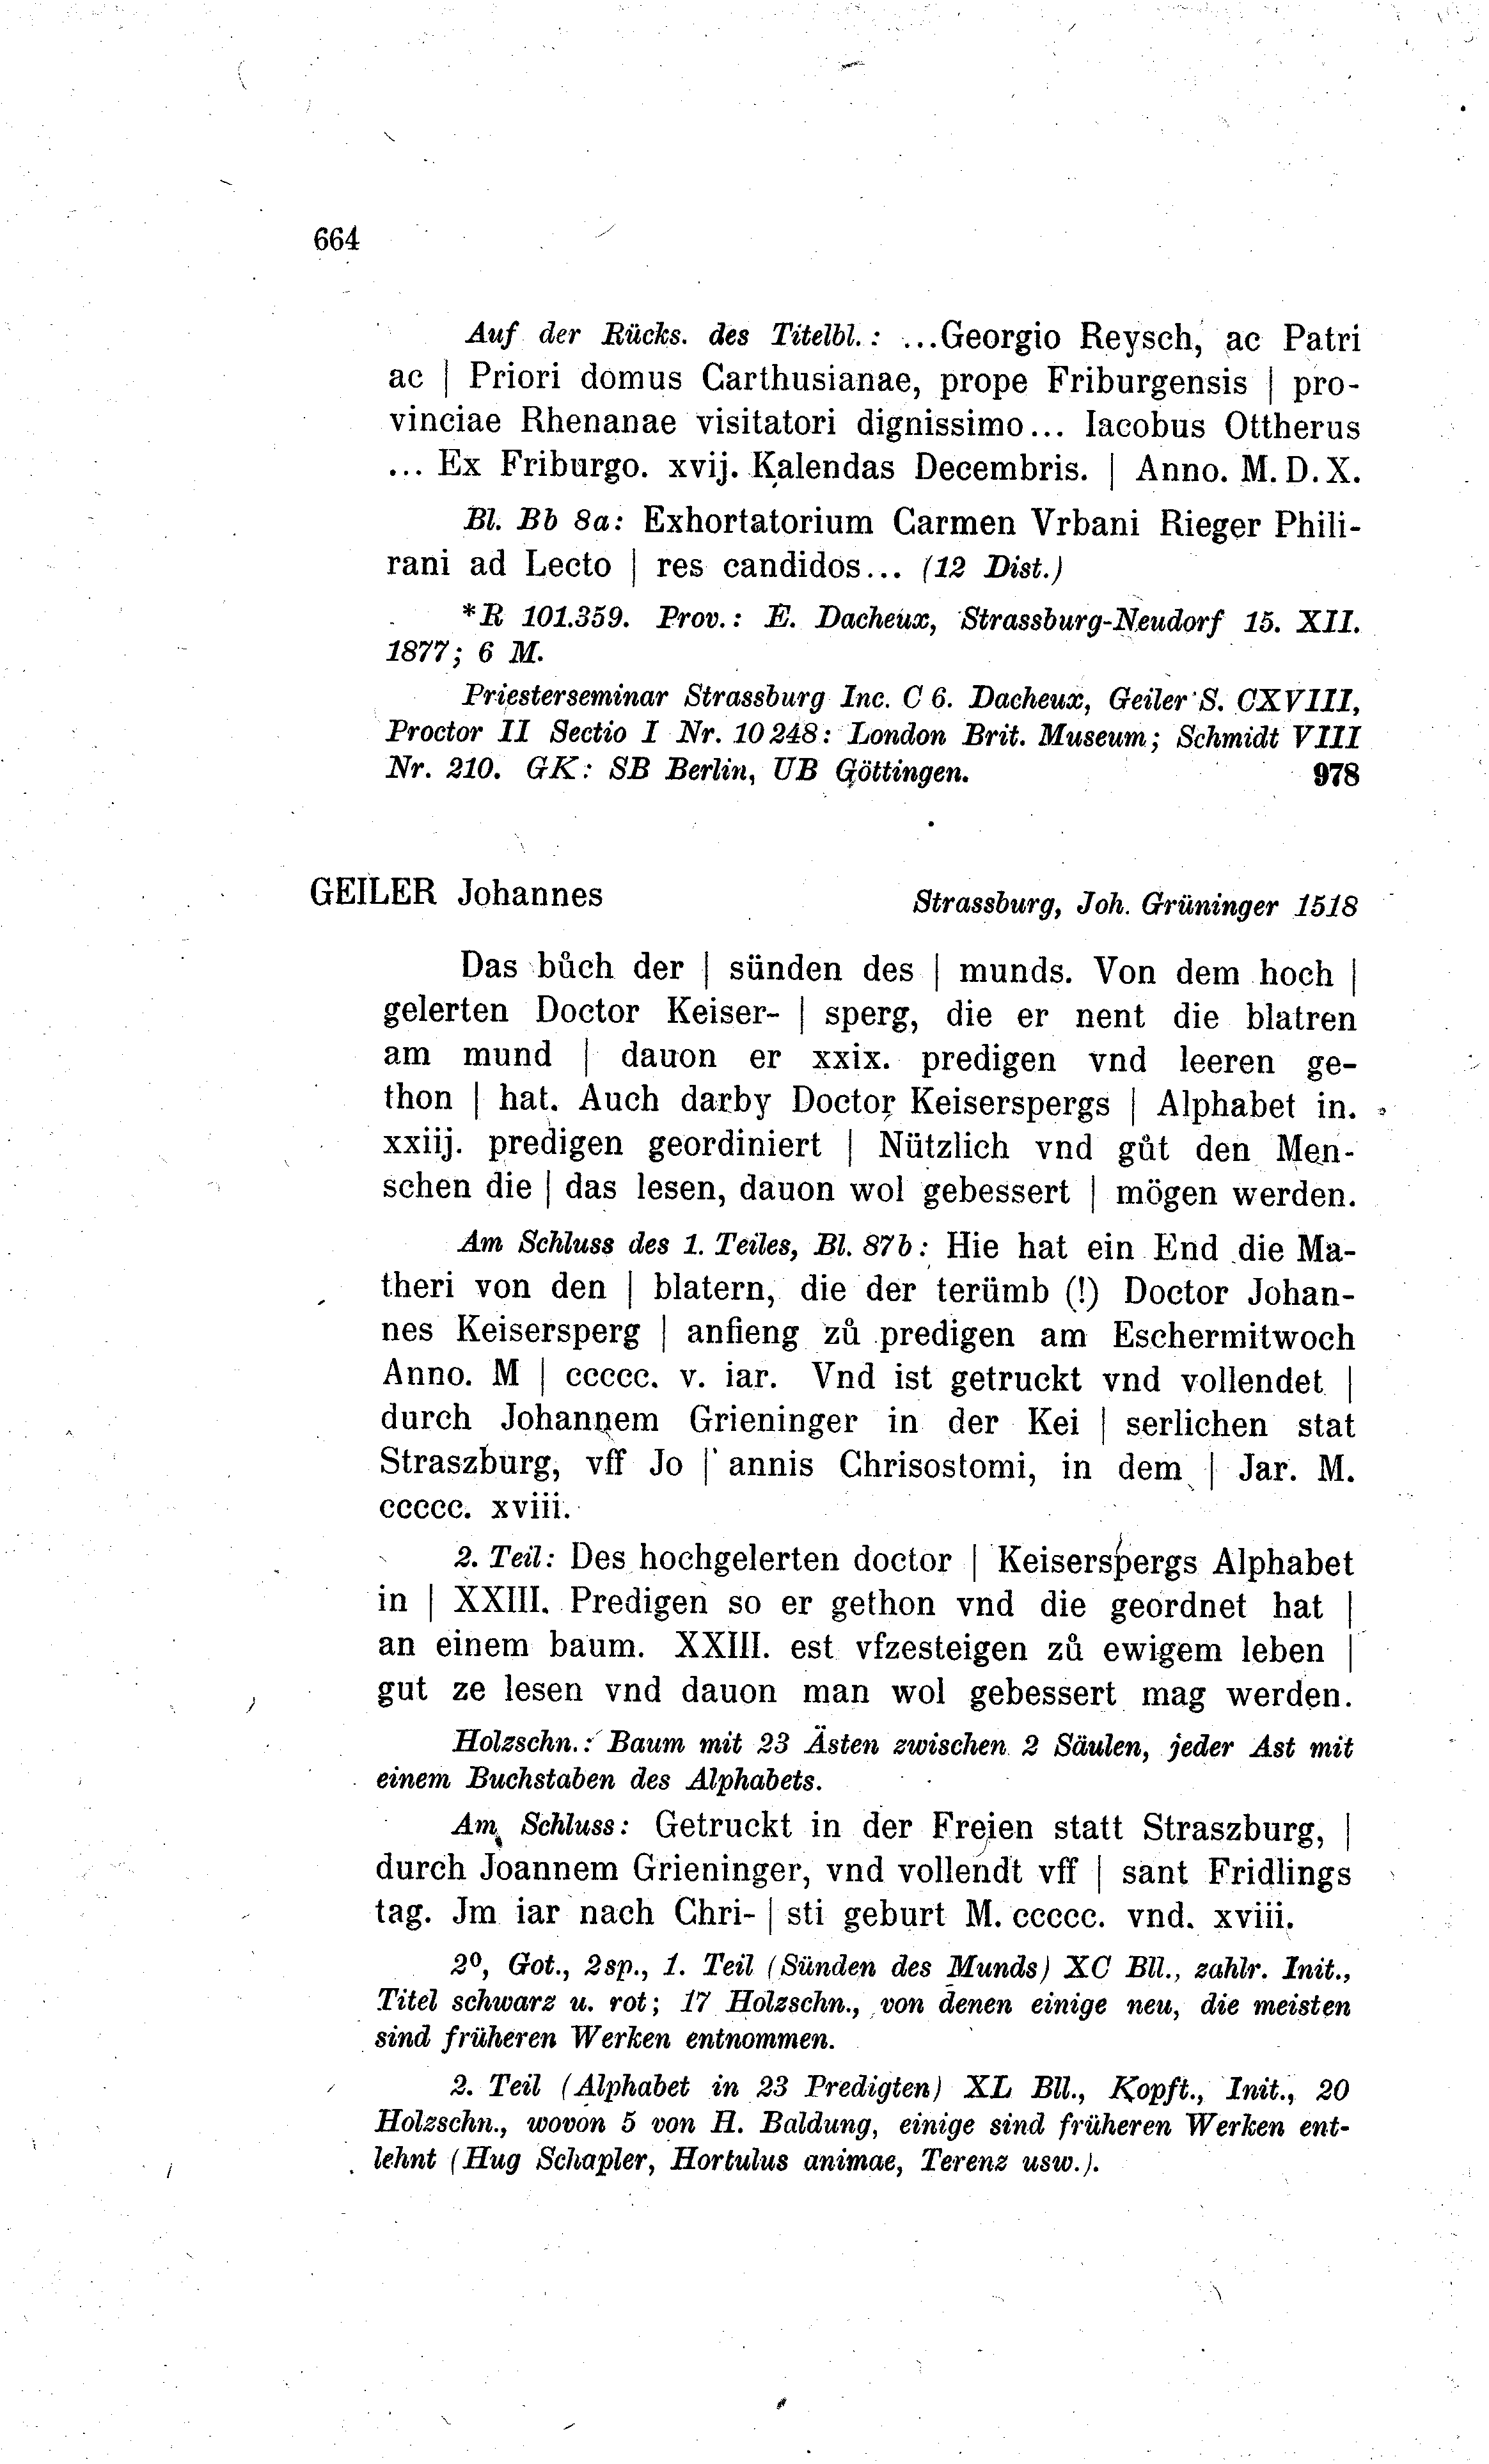 664
Auf der Rücks. des Titelbl.: ...Georgio Reysch, ac Patri
ac | Priori domus Carthusianae, prope Friburgensis | pro-
vinciae Rhenanae visitatori dignissimo... Iacobus Ottherus
... Ex Friburgo. xvij. Kalendas Decembris. | Anno. M. D. X.
Bl. Bb 8a: Exhortatorium Carmen Vrbani Rieger Phili-
rani ad Lecto | res candidos... (12 Dist.)
*R 101.359. Prov.: E. Dacheux, Strassburg-Neudorf 15. XII.
1877; 6 M.
Priesterseminar Strassburg Inc. C 6. Dacheux, Geiler S. CXVIII,
Proctor II Sectio I Nr. 10248: London Brit. Museum; Schmidt VIII
Nr. 210. GK: SB Berlin, UB Göttingen. 978
GEILER Johannes Strassburg, Joh. Grüninger 1518
Das bůch der | sünden des | munds. Von dem hoch |
gelerten Doctor Keiser- | sperg, die er nent die blatren
am mund | dauon er xxix. predigen vnd leeren ge-
thon | hat. Auch darby Doctor Keiserspergs | Alphabet in.
xxiij. predigen geordiniert | Nützlich vnd gůt den Men-
schen die | das lesen, dauon wol gebessert | mögen werden.
Am Schluss des 1. Teiles, Bl. 87b: Hie hat ein End die Ma-
theri von den | blatern, die der terümb (!) Doctor Johan-
nes Keisersperg | anfieng zů predigen am Eschermitwoch
Anno. M | ccccc. v. iar. Vnd ist getruckt vnd vollendet |
durch Johannem Grieninger in der Kei | serlichen stat
Straszburg, vff Jo | annis Chrisostomi, in dem | Jar. M.
ccccc. xviii.
2. Teil: Des hochgelerten doctor | Keiserspergs Alphabet
in | XXIII. Predigen so er gethon vnd die geordnet hat |
an einem baum. XXIII. est vfzesteigen zů ewigem leben |
gut ze lesen vnd dauon man wol gebessert mag werden.
Holzschn.: Baum mit 23 Ästen zwischen 2 Säulen, jeder Ast mit
einem Buchstaben des Alphabets.
Am Schluss: Getruckt in der Freien statt Straszburg, |
durch Joannem Grieninger, vnd vollendt vff | sant Fridlings
tag. Jm iar nach Chri- | sti geburt M. ccccc. vnd. xviii.
2⁰, Got., 2sp., 1. Teil (Sünden des Munds) XC Bll., zahlr. Init.,
Titel schwarz u. rot; 17 Holzschn., von denen einige neu, die meisten
sind früheren Werken entnommen.
2. Teil (Alphabet in 23 Predigten) XL Bll., Kopft., Init., 20
Holzschn., wovon 5 von H. Baldung, einige sind früheren Werken ent-
lehnt (Hug Schapler, Hortulus animae, Terenz usw.).